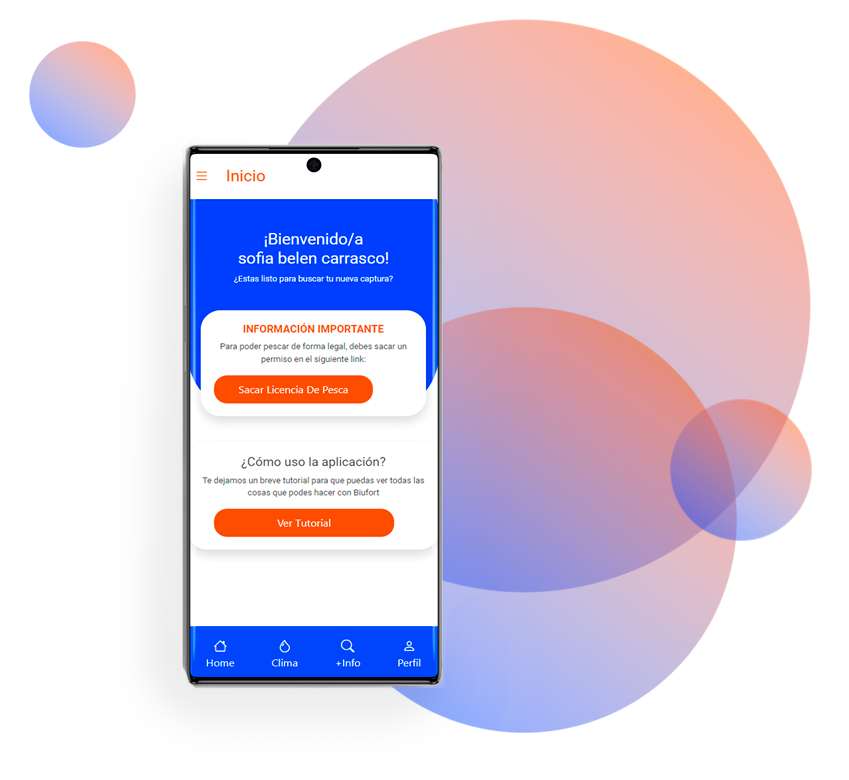 Inicio
¡Bienvenido/a
sofia belen carrasco!
¿Estas listo para buscar tu nueva captura?
INFORMACIÓN IMPORTANTE
Para poder pescar de forma legal, debes sacar un
permiso en el siguiente link:
Sacar Licencia De Pesca
¿Cómo uso la aplicación?
Te dejamos un breve tutorial para que puedas ver todas las
cosas que podes hacer con Biufort
Ver Tutorial
Home Clima +Info Perfil